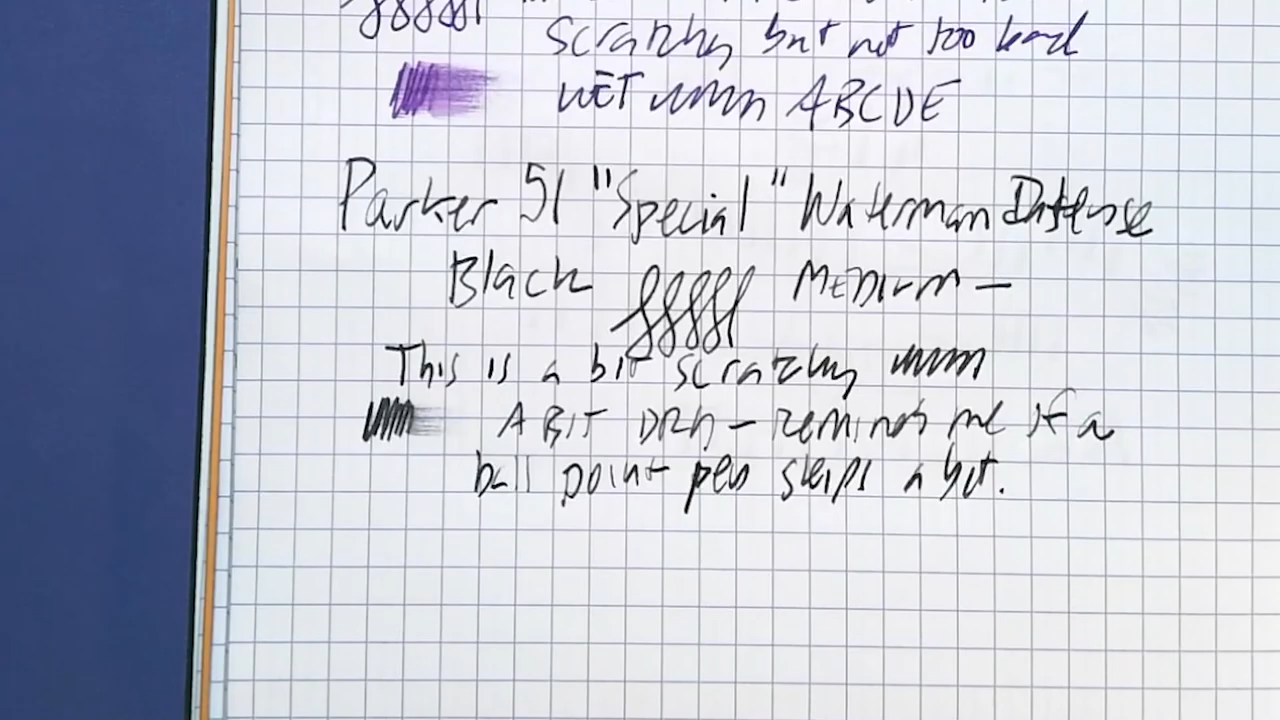 scratchy but not too bad
WET ABCDE
Parker 51 "Special" Waterman Intense
Black MEDIUM —
This is a bit scratchy
A BIT DRY — reminds me of a
ball point pen skips a bit.